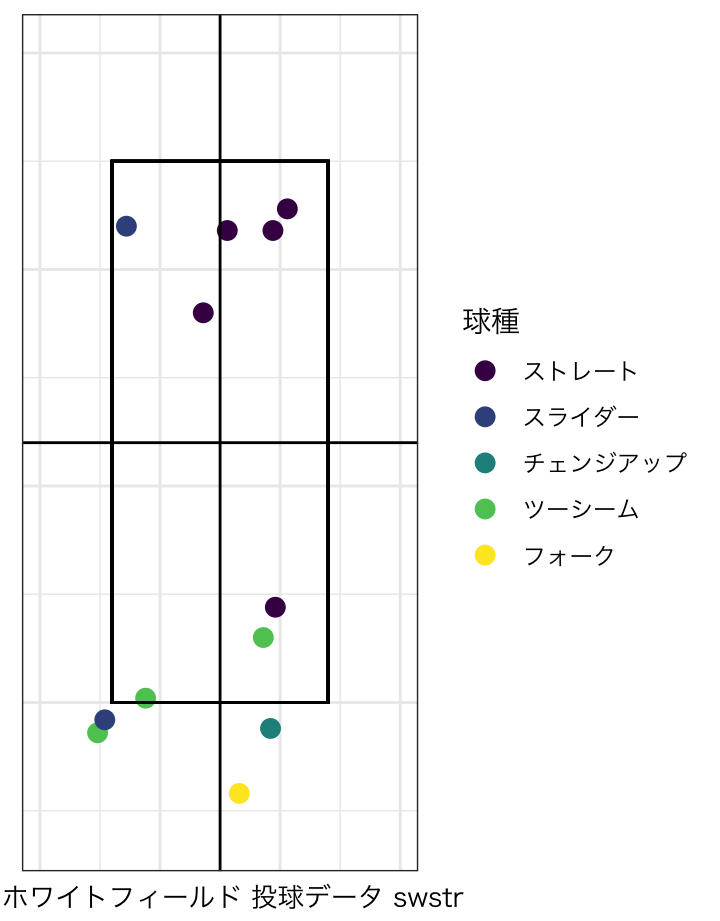 球種
ストレート
スライダー
チェンジアップ
ツーシーム
フォーク
ホワイトフィールド 投球データ swstr